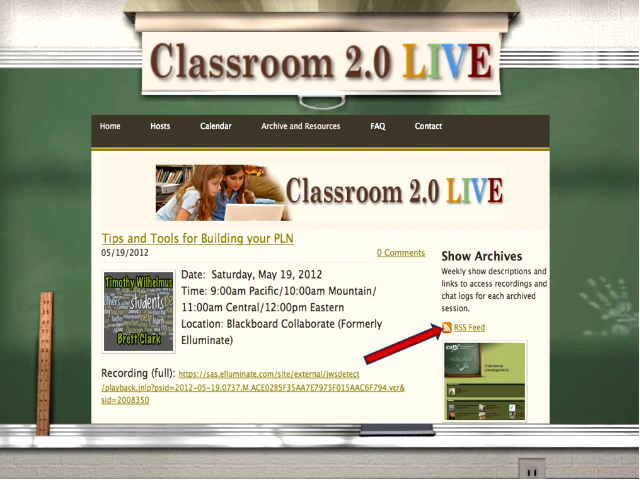 Classroom 2.0 LIVE
Home Hosts Calendar Archive and Resources FAQ Contact
Classroom 2.0 LIVE
Tips and Tools for Building your PLN
05/19/2012 0 Comments
Timothy Wilhelmus
students
others
Brett Clark
Date: Saturday, May 19, 2012
Time: 9:00am Pacific/10:00am Mountain/
11:00am Central/12:00pm Eastern
Location: Blackboard Collaborate (Formerly
Elluminate)
Recording (full): https://sas.elluminate.com/site/external/jwsdetect
/playback.jnlp?psid=2012-05-19.0737.M.ACE02B5F35AA7E7975F015AAC6F794.vcr&
sid=2008350
Show Archives
Weekly show descriptions and
links to access recordings and
chat logs for each archived
session.
RSS Feed